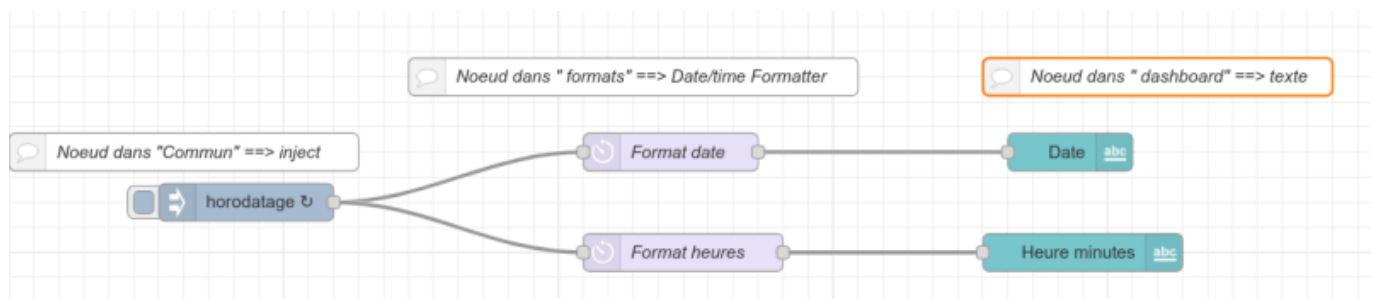 Noeud dans " formats" ==> Date/time Formatter
Noeud dans " dashboard" ==> texte
Noeud dans "Commun" ==> inject
Format date
Date abc
horodatage ↻
Format heures
Heure minutes abc